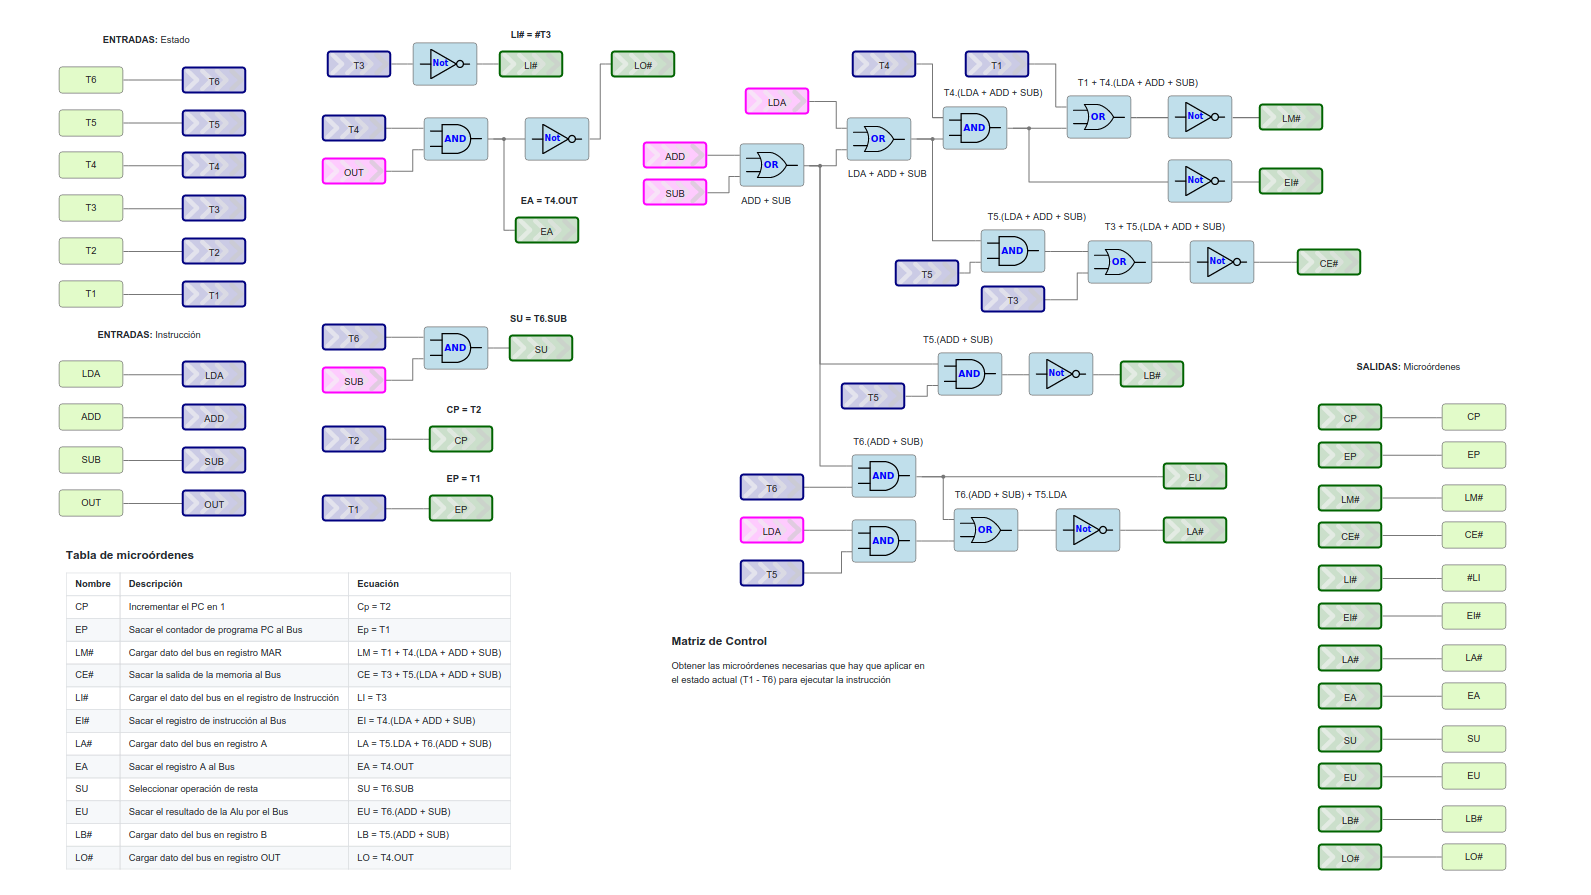 ENTRADAS: Estado
T6 T6
T5 T5
T4 T4
T3 T3
T2 T2
T1 T1
ENTRADAS: Instrucción
LDA LDA
ADD ADD
SUB SUB
OUT OUT
LI# = #T3
T3 Not LI# LO#
T4 AND Not
OUT
EA = T4.OUT
EA
SU = T6.SUB
T6 AND SU
SUB
CP = T2
T2 CP
EP = T1
T1 EP
T4 T1
T1 + T4.(LDA + ADD + SUB)
T4.(LDA + ADD + SUB)
LDA OR AND OR Not LM#
ADD OR
SUB
ADD + SUB
LDA + ADD + SUB
Not EI#
T5.(LDA + ADD + SUB)
T3 + T5.(LDA + ADD + SUB)
AND OR Not CE#
T5
T3
T5.(ADD + SUB)
AND Not LB#
T5
T6.(ADD + SUB)
AND EU
T6
T6.(ADD + SUB) + T5.LDA
LDA AND OR Not LA#
T5
SALIDAS: Microórdenes
CP CP
EP EP
LM# LM#
CE# CE#
LI# #LI
EI# EI#
LA# LA#
EA EA
SU SU
EU EU
LB# LB#
LO# LO#
Tabla de microórdenes
Nombre Descripción Ecuación
CP Incrementar el PC en 1 Cp = T2
EP Sacar el contador de programa PC al Bus Ep = T1
LM# Cargar dato del bus en registro MAR LM = T1 + T4.(LDA + ADD + SUB)
CE# Sacar la salida de la memoria al Bus CE = T3 + T5.(LDA + ADD + SUB)
LI# Cargar el dato del bus en el registro de Instrucción LI = T3
EI# Sacar el registro de instrucción al Bus EI = T4.(LDA + ADD + SUB)
LA# Cargar dato del bus en registro A LA = T5.LDA + T6.(ADD + SUB)
EA Sacar el registro A al Bus EA = T4.OUT
SU Seleccionar operación de resta SU = T6.SUB
EU Sacar el resultado de la Alu por el Bus EU = T6.(ADD + SUB)
LB# Cargar dato del bus en registro B LB = T5.(ADD + SUB)
LO# Cargar dato del bus en registro OUT LO = T4.OUT
Matriz de Control
Obtener las microórdenes necesarias que hay que aplicar en
el estado actual (T1 - T6) para ejecutar la instrucción